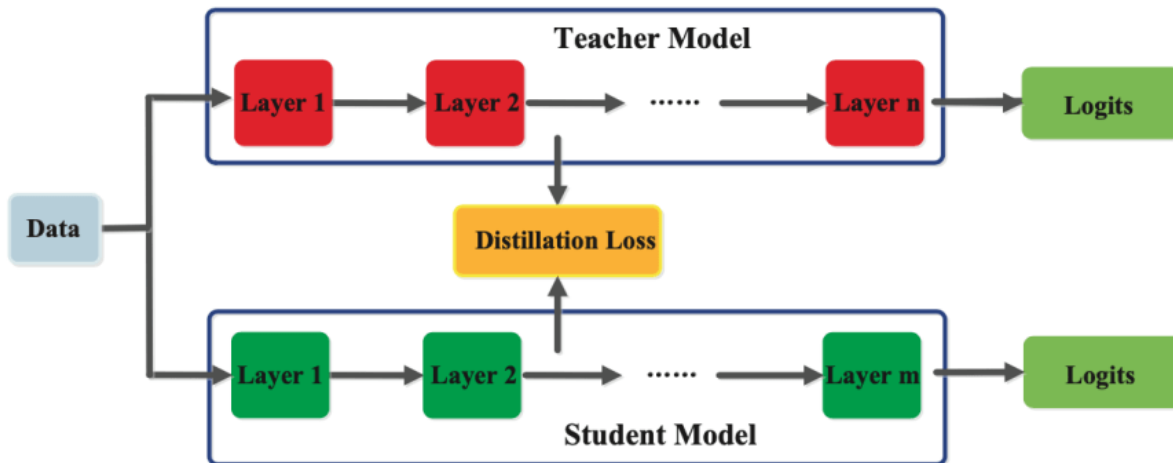 Teacher Model
Layer 1
Layer 2
......
Layer n
Logits
Data
Distillation Loss
Layer 1
Layer 2
......
Layer m
Logits
Student Model